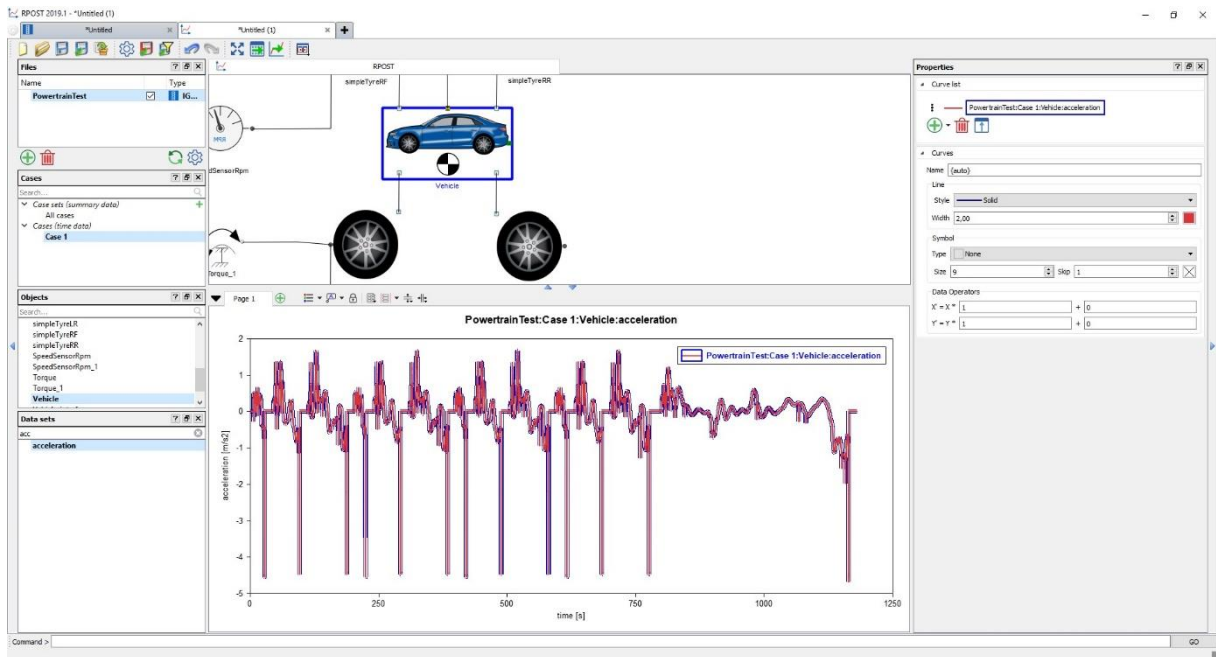 RPOST 2019.1 - *Untitled (1)
*Untitled
*Untitled (1)
Files
Name Type
PowertrainTest IG...
Cases
Search...
Case sets (summary data)
All cases
Cases (time data)
Case 1
Objects
Search...
simpleTyreLR
simpleTyreRF
simpleTyreRR
SpeedSensorRpm
SpeedSensorRpm_1
Torque
Torque_1
Vehicle
Data sets
acc
acceleration
RPOST
simpleTyreRF
simpleTyreRR
edSensorRpm
Vehicle
Torque_1
Page 1
PowertrainTest:Case 1:Vehicle:acceleration
PowertrainTest:Case 1:Vehicle:acceleration
2
1
0
-1
-2
-3
-4
-5
acceleration [m/s2]
0 250 500 750 1000 1250
time [s]
Properties
Curve list
PowertrainTest:Case 1:Vehicle:acceleration
Curves
Name (auto)
Line
Style Solid
Width 2,00
Symbol
Type None
Size 9 Skip 1
Data Operators
X' = X * 1 + 0
Y' = Y * 1 + 0
Command >
GO